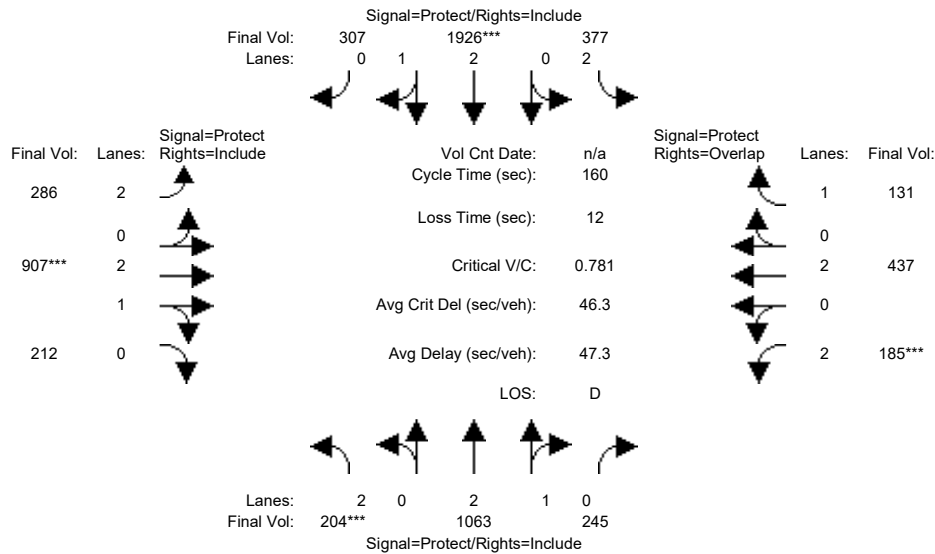 Signal=Protect/Rights=Include
Final Vol: 307 1926*** 377
Lanes: 0 1 2 0 2
Signal=Protect
Rights=Include
Final Vol: Lanes:
Vol Cnt Date: n/a
Cycle Time (sec): 160
Signal=Protect
Rights=Overlap
Lanes: Final Vol:
286 2
1 131
Loss Time (sec): 12
0
0
907*** 2
Critical V/C: 0.781
2 437
1
Avg Crit Del (sec/veh): 46.3
0
212 0
Avg Delay (sec/veh): 47.3
2 185***
LOS: D
Lanes: 2 0 2 1 0
Final Vol: 204*** 1063 245
Signal=Protect/Rights=Include